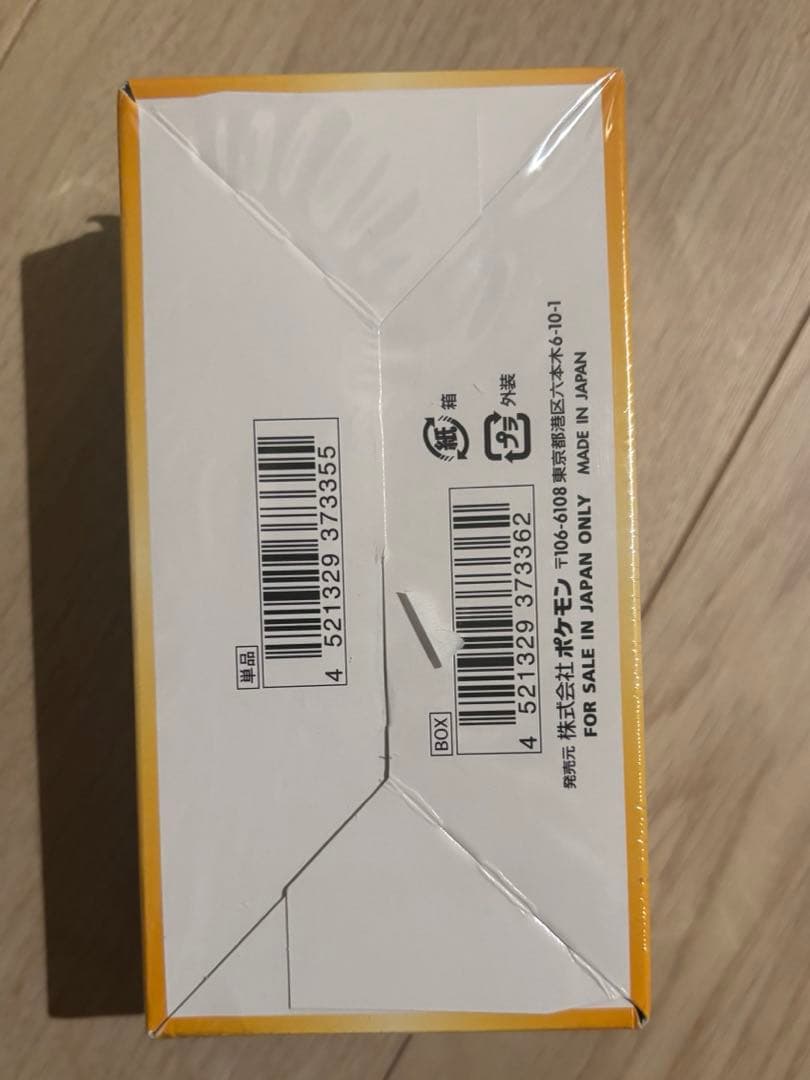 単品
4 521329 373355
BOX
4 521329 373362
紙 箱
プラ 外装
発売元 株式会社ポケモン 〒106-6108 東京都港区六本木6-10-1
FOR SALE IN JAPAN ONLY MADE IN JAPAN